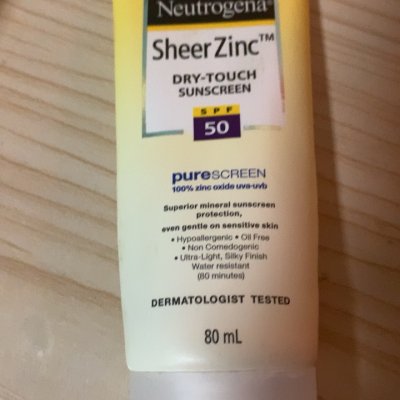 Neutrogena®
SheerZinc™
DRY-TOUCH
SUNSCREEN
SPF
50
pureSCREEN
100% zinc oxide uva-uvb
Superior mineral sunscreen
protection,
even gentle on sensitive skin
• Hypoallergenic • Oil Free
• Non Comedogenic
• Ultra-Light, Silky Finish
Water resistant
(80 minutes)
DERMATOLOGIST TESTED
80 mL